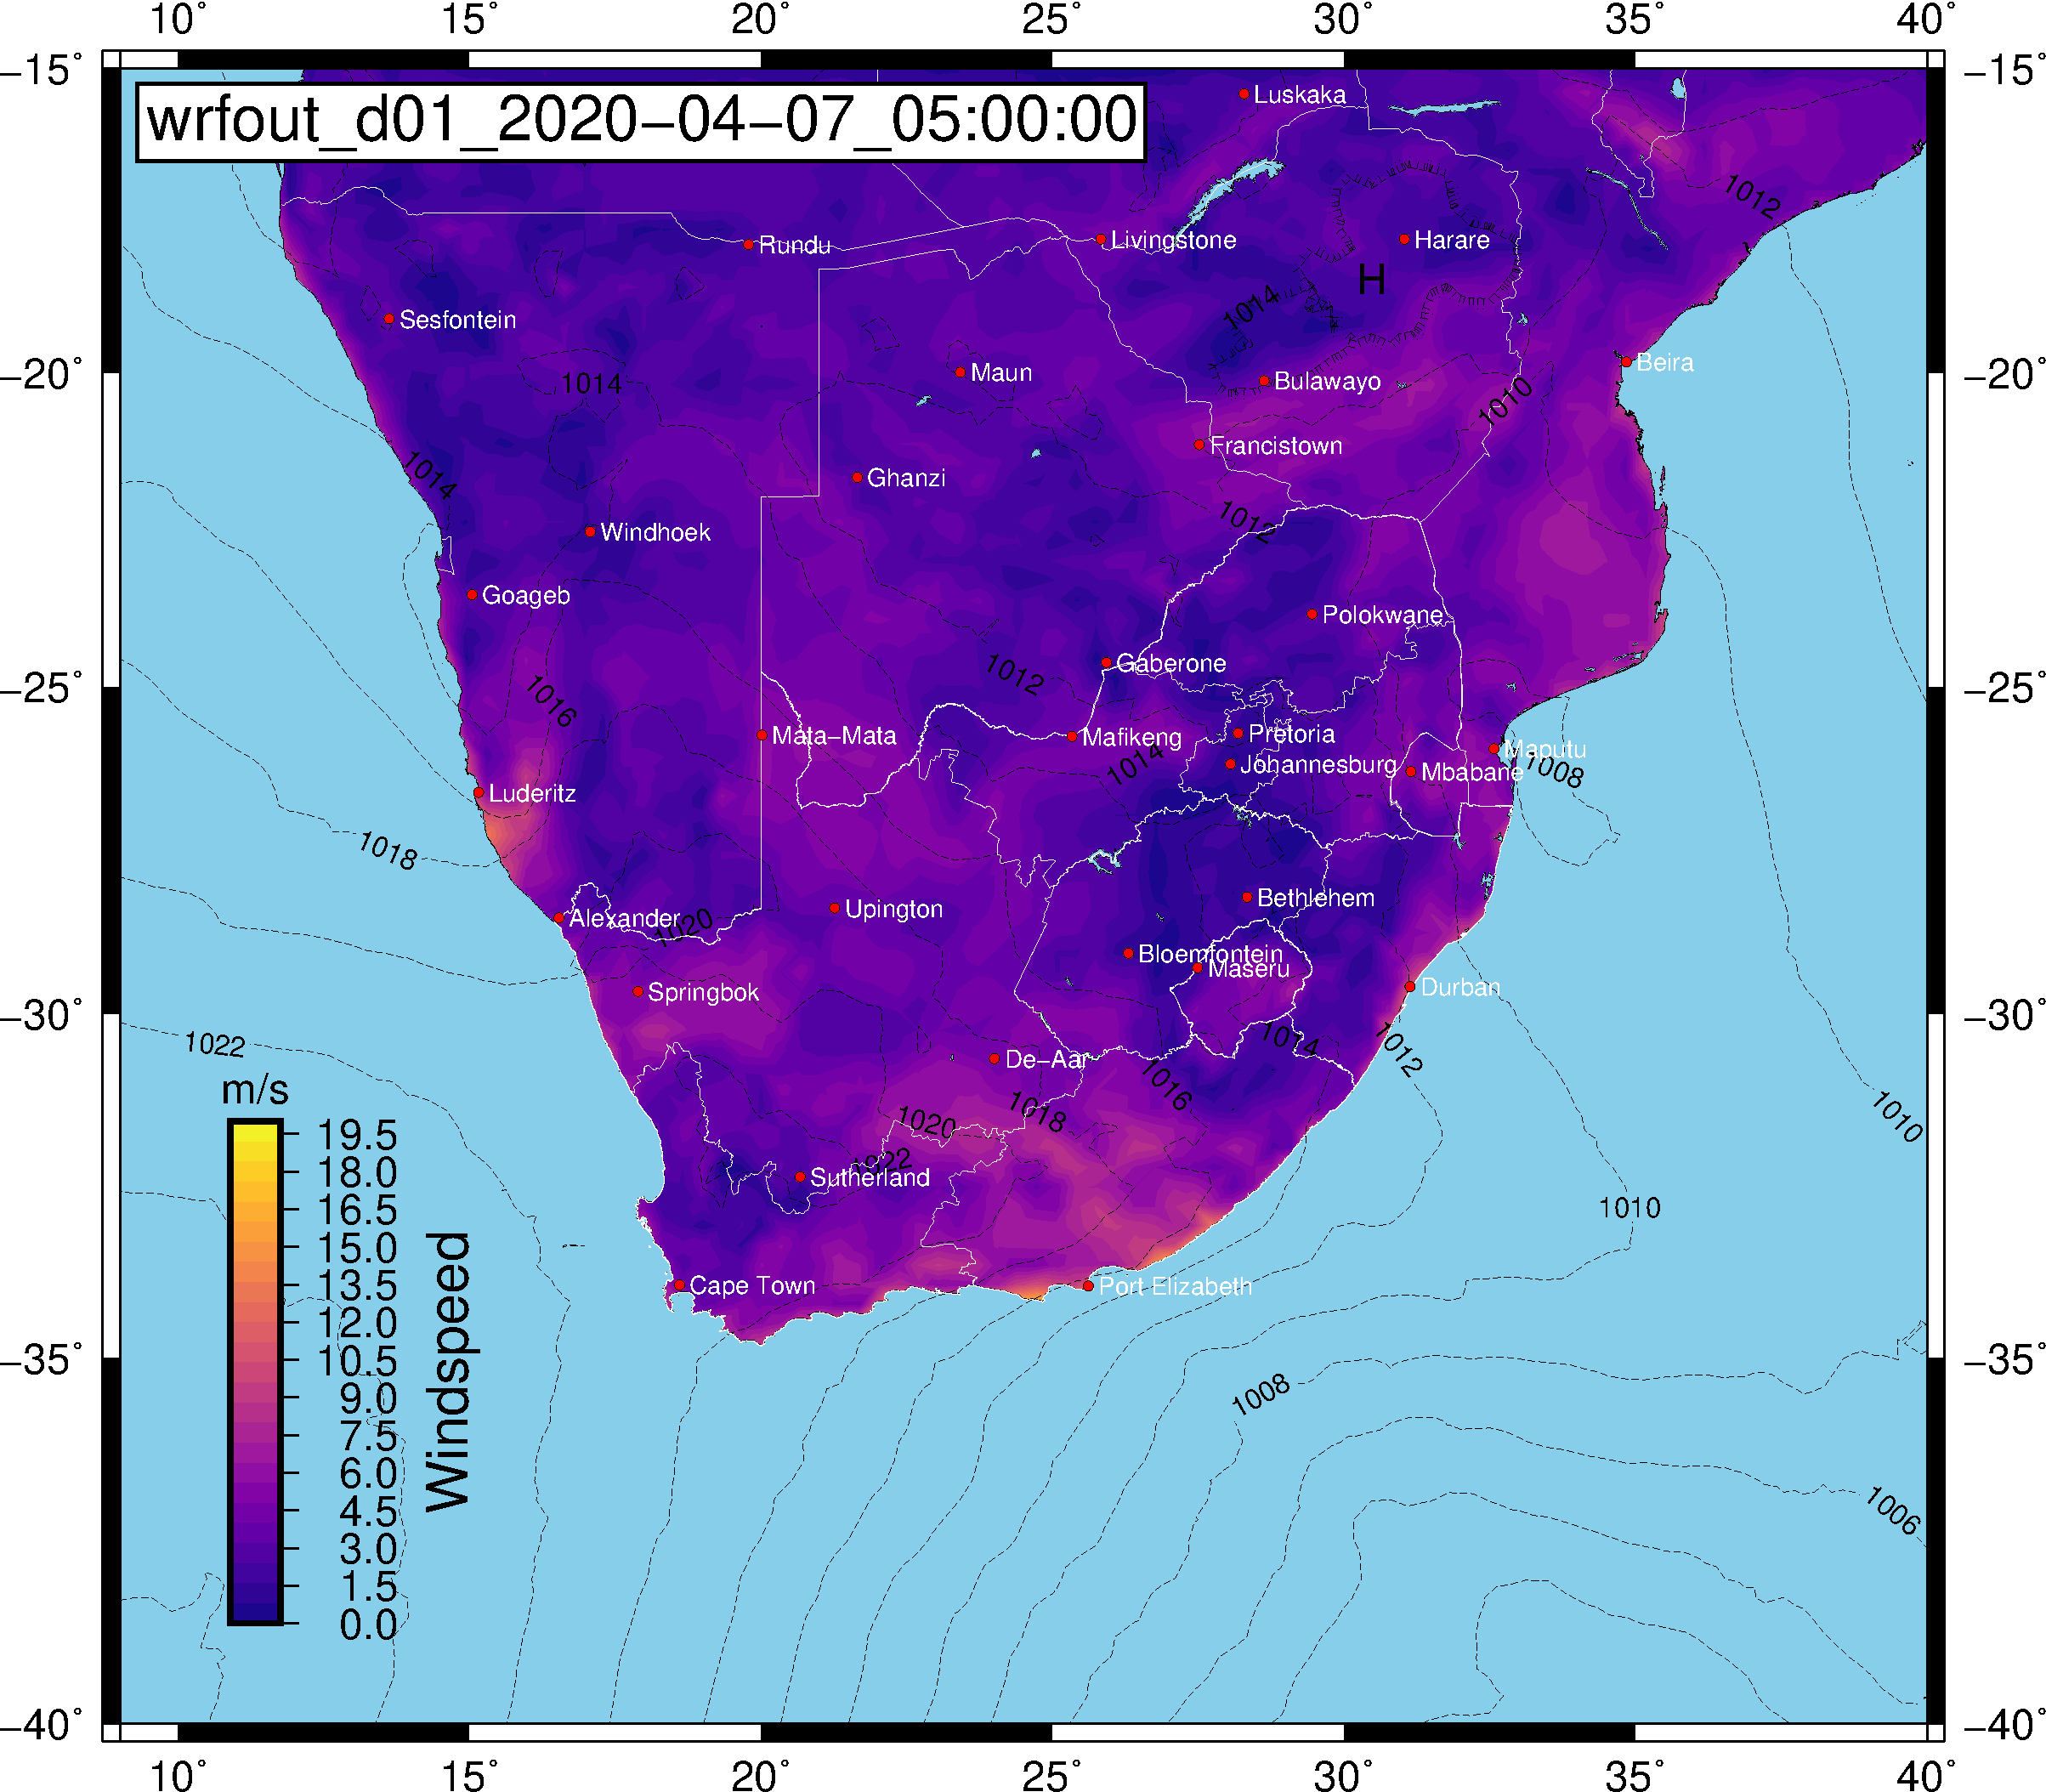 10° 15° 20° 25° 30° 35° 40°
−15° −15°
wrfout_d01_2020−04−07_05:00:00
Luskaka
1012
Rundu
Livingstone
Harare
H
1014
Sesfontein
Beira
−20° −20°
Maun
1014
Bulawayo
1010
Francistown
1014
Ghanzi
1012
Windhoek
Goageb
Polokwane
Gaberone
1012
−25° −25°
1016
Mata−Mata
Mafikeng
Pretoria
Maputu
1014
Johannesburg
Mbabane
1008
Luderitz
1018
Bethlehem
Upington
Alexander
1020
Bloemfontein
Maseru
Springbok
Durban
−30° −30°
1022
1014
1012
De−Aar
1016
1018
1020
1010
1022
Sutherland
1010
Cape Town
Port Elizabeth
−35° −35°
1008
1006
m/s
19.5
18.0
16.5
15.0
13.5
12.0
10.5
9.0
7.5
6.0
4.5
3.0
1.5
0.0
Windspeed
−40° −40°
10° 15° 20° 25° 30° 35° 40°